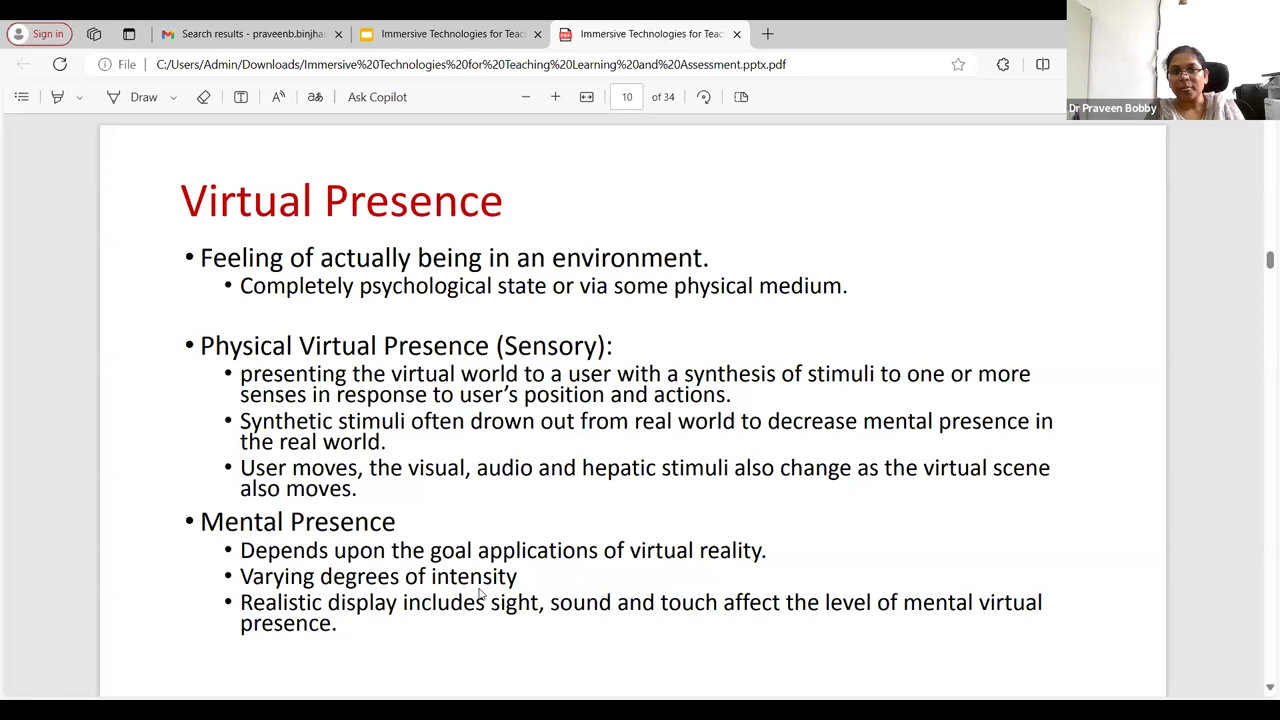 Sign in
Search results - praveenb.binjha
Immersive Technologies for Teac
Immersive Technologies for Teac
File
C:/Users/Admin/Downloads/Immersive%20Technologies%20for%20Teaching%20Learning%20and%20Assessment.pptx.pdf
Draw
Ask Copilot
10 of 34
Dr Praveen Bobby
Virtual Presence
• Feeling of actually being in an environment.
• Completely psychological state or via some physical medium.
• Physical Virtual Presence (Sensory):
• presenting the virtual world to a user with a synthesis of stimuli to one or more
senses in response to user's position and actions.
• Synthetic stimuli often drown out from real world to decrease mental presence in
the real world.
• User moves, the visual, audio and hepatic stimuli also change as the virtual scene
also moves.
• Mental Presence
• Depends upon the goal applications of virtual reality.
• Varying degrees of intensity
• Realistic display includes sight, sound and touch affect the level of mental virtual
presence.